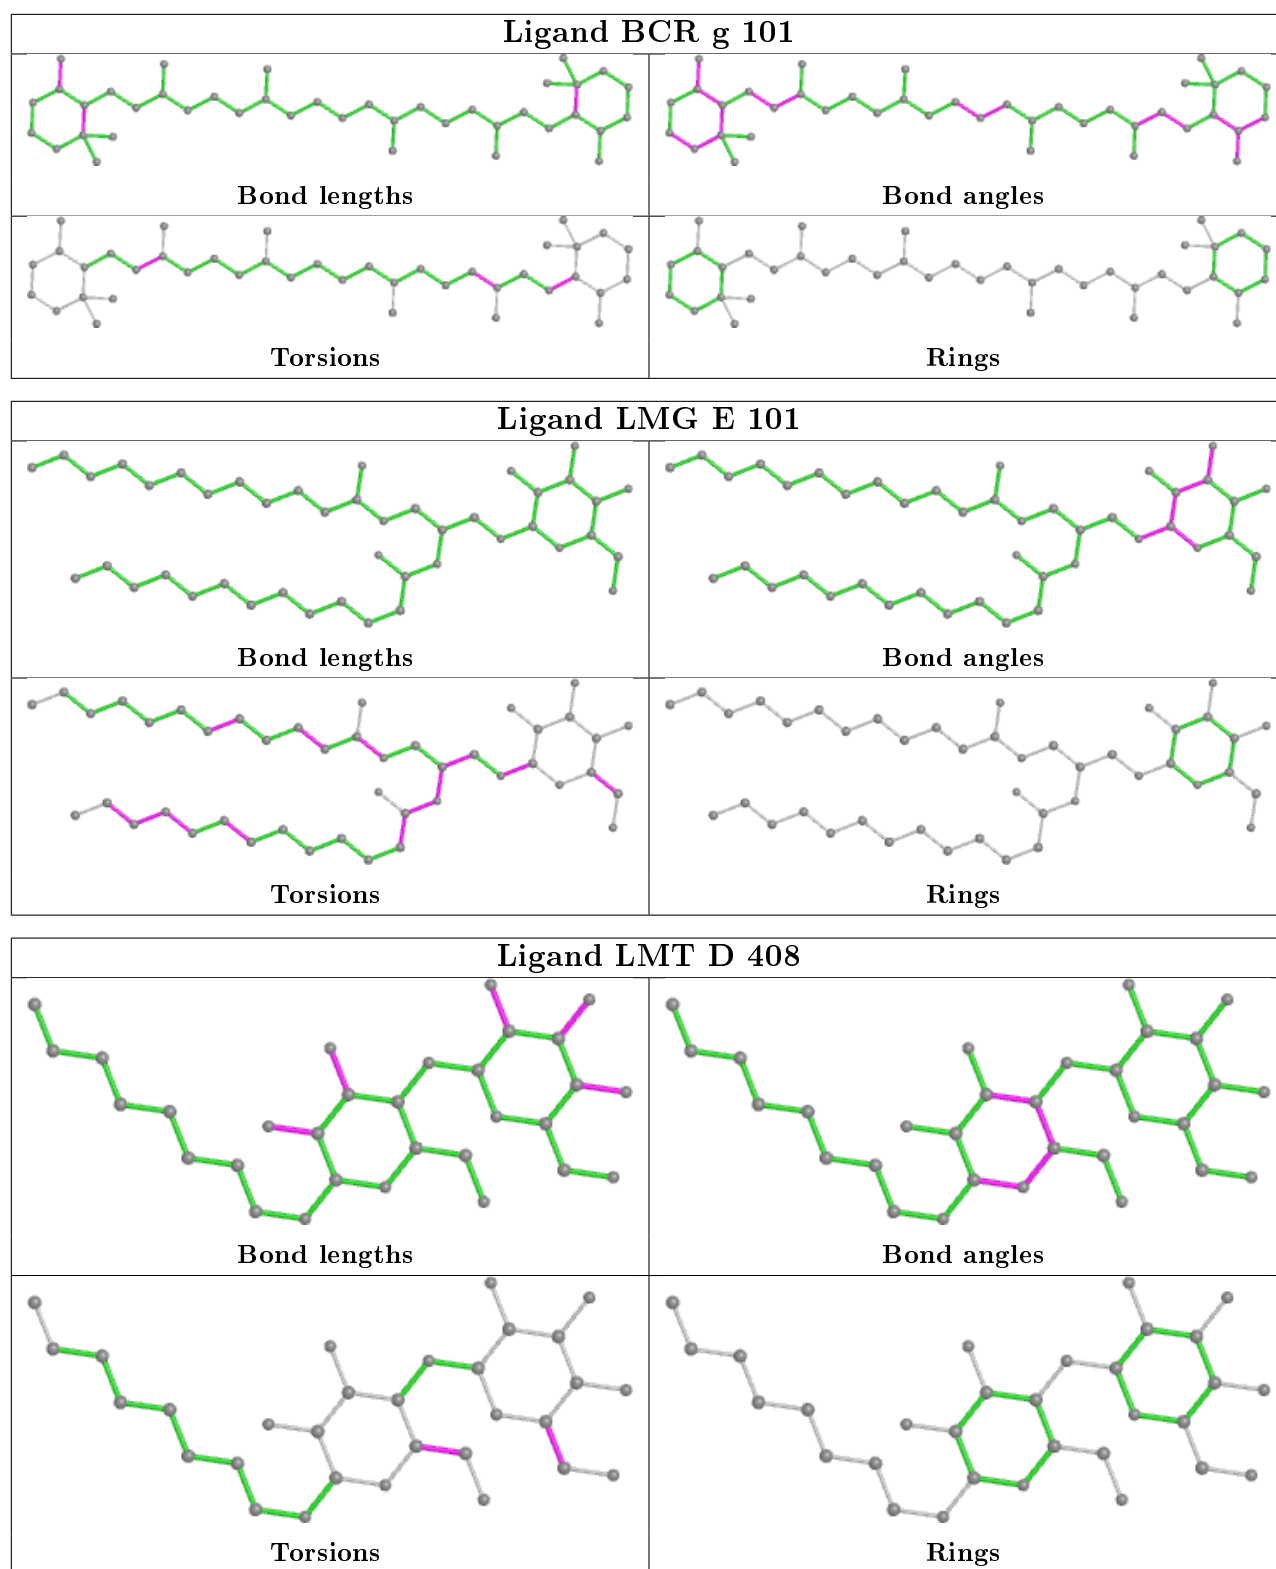 Ligand BCR g 101
Bond lengths
Bond angles
Torsions
Rings
Ligand LMG E 101
Bond lengths
Bond angles
Torsions
Rings
Ligand LMT D 408
Bond lengths
Bond angles
Torsions
Rings